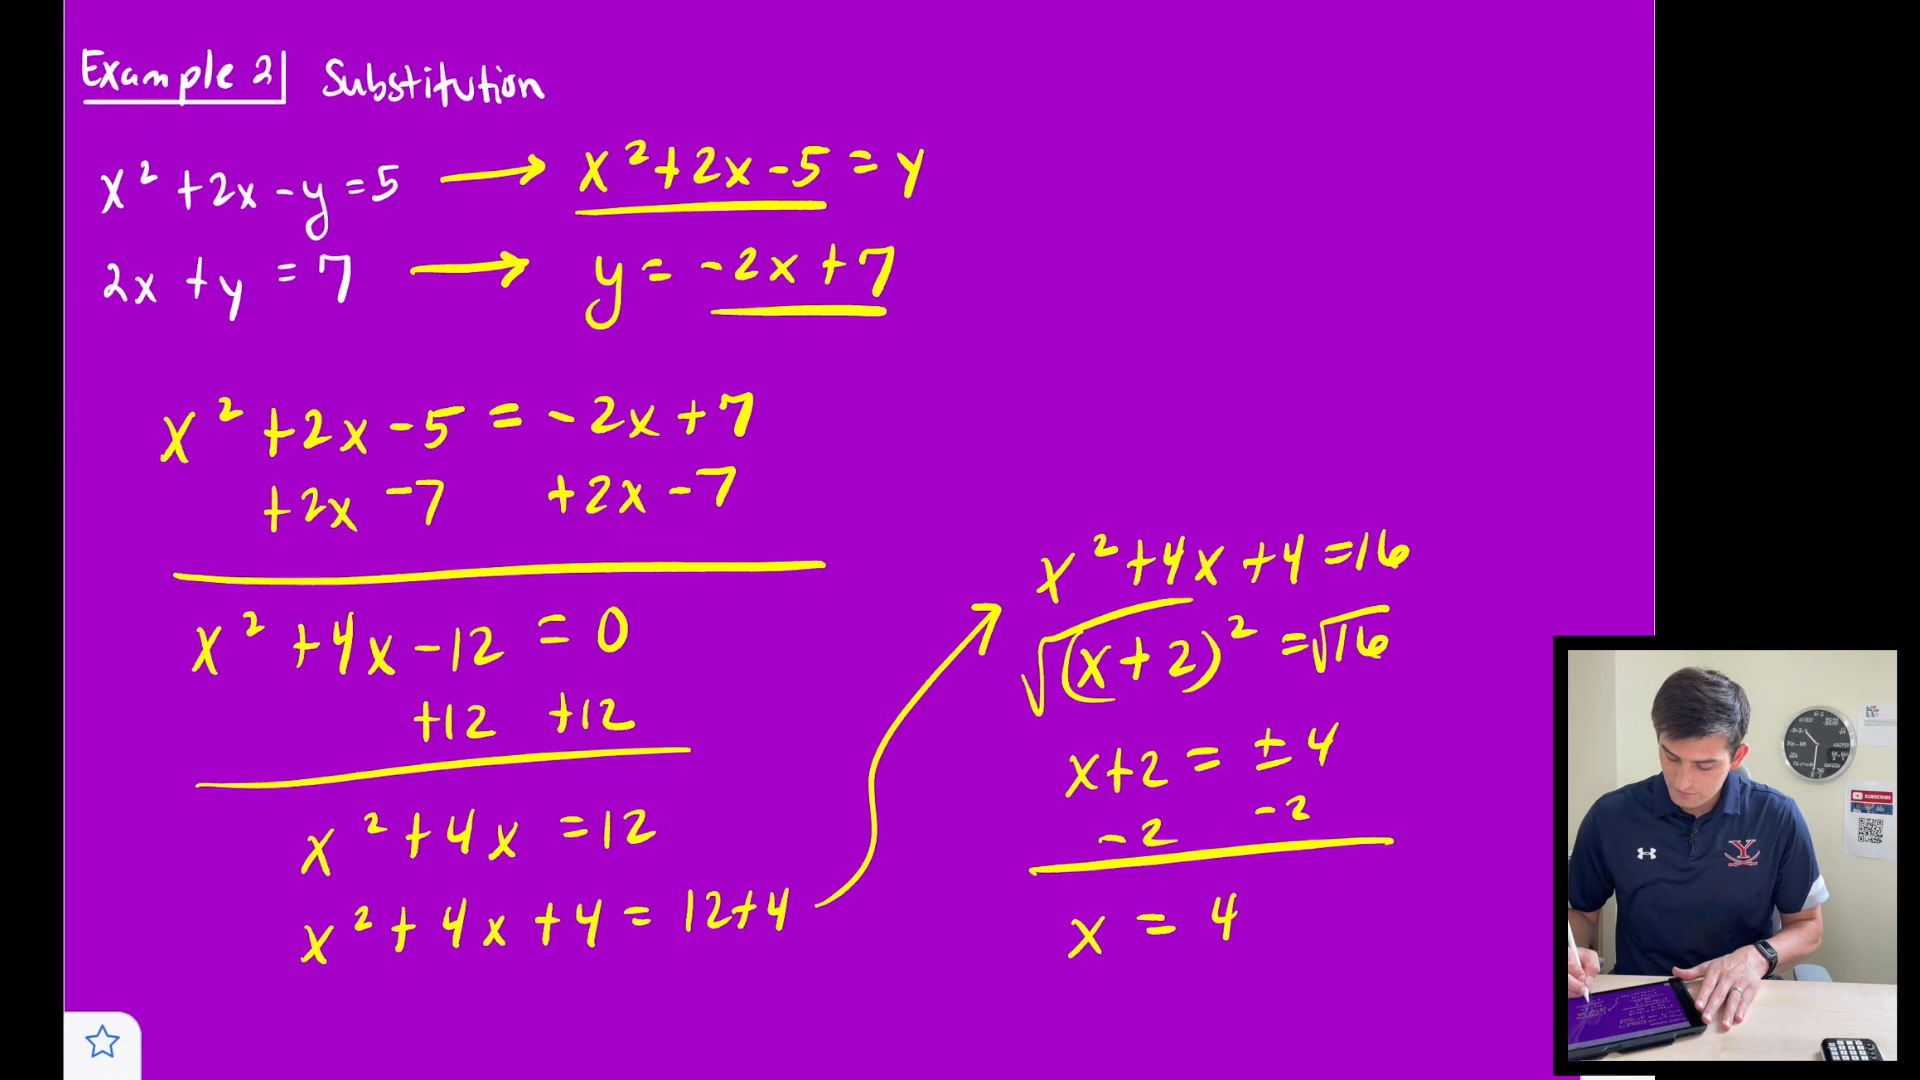 Example 2 Substitution
x² + 2x - y = 5 → x² + 2x - 5 = y
2x + y = 7 → y = -2x + 7
x² + 2x - 5 = -2x + 7
+2x - 7 +2x - 7
x² + 4x - 12 = 0
+12 +12
x² + 4x = 12
x² + 4x + 4 = 12 + 4
x² + 4x + 4 = 16
√(x + 2)² = √16
x + 2 = ± 4
-2 -2
x = 4
SUBSCRIBE
Y